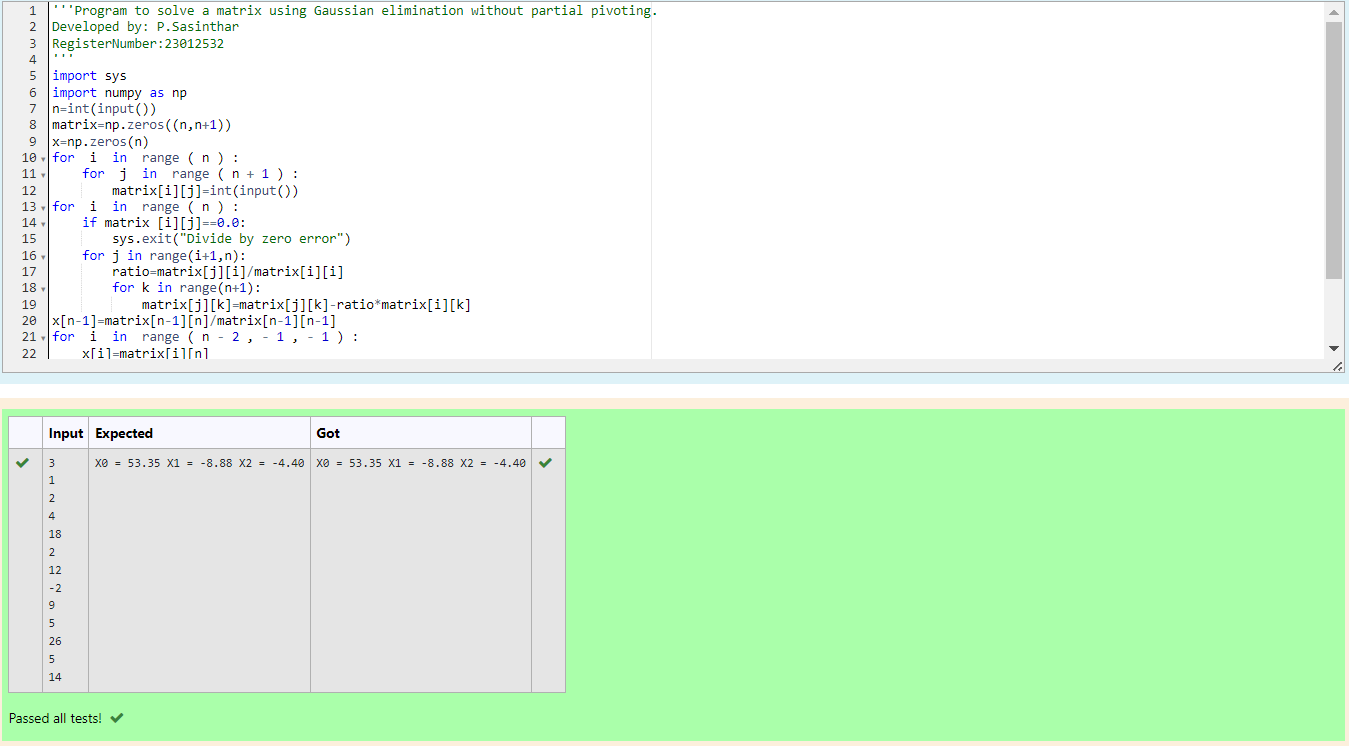 1 '''Program to solve a matrix using Gaussian elimination without partial pivoting.
2 Developed by: P.Sasinthar
3 RegisterNumber:23012532
4 '''
5 import sys
6 import numpy as np
7 n=int(input())
8 matrix=np.zeros((n,n+1))
9 x=np.zeros(n)
10 for  i  in  range ( n ) :
11     for  j  in  range ( n + 1 ) :
12         matrix[i][j]=int(input())
13 for  i  in  range ( n ) :
14     if matrix [i][j]==0.0:
15         sys.exit("Divide by zero error")
16     for j in range(i+1,n):
17         ratio=matrix[j][i]/matrix[i][i]
18         for k in range(n+1):
19             matrix[j][k]=matrix[j][k]-ratio*matrix[i][k]
20 x[n-1]=matrix[n-1][n]/matrix[n-1][n-1]
21 for  i  in  range ( n - 2 , - 1 , - 1 ) :
22     x[i]=matrix[i][n]
Input Expected Got
3 X0 = 53.35 X1 = -8.88 X2 = -4.40 X0 = 53.35 X1 = -8.88 X2 = -4.40
1
2
4
18
2
12
-2
9
5
26
5
14
Passed all tests!